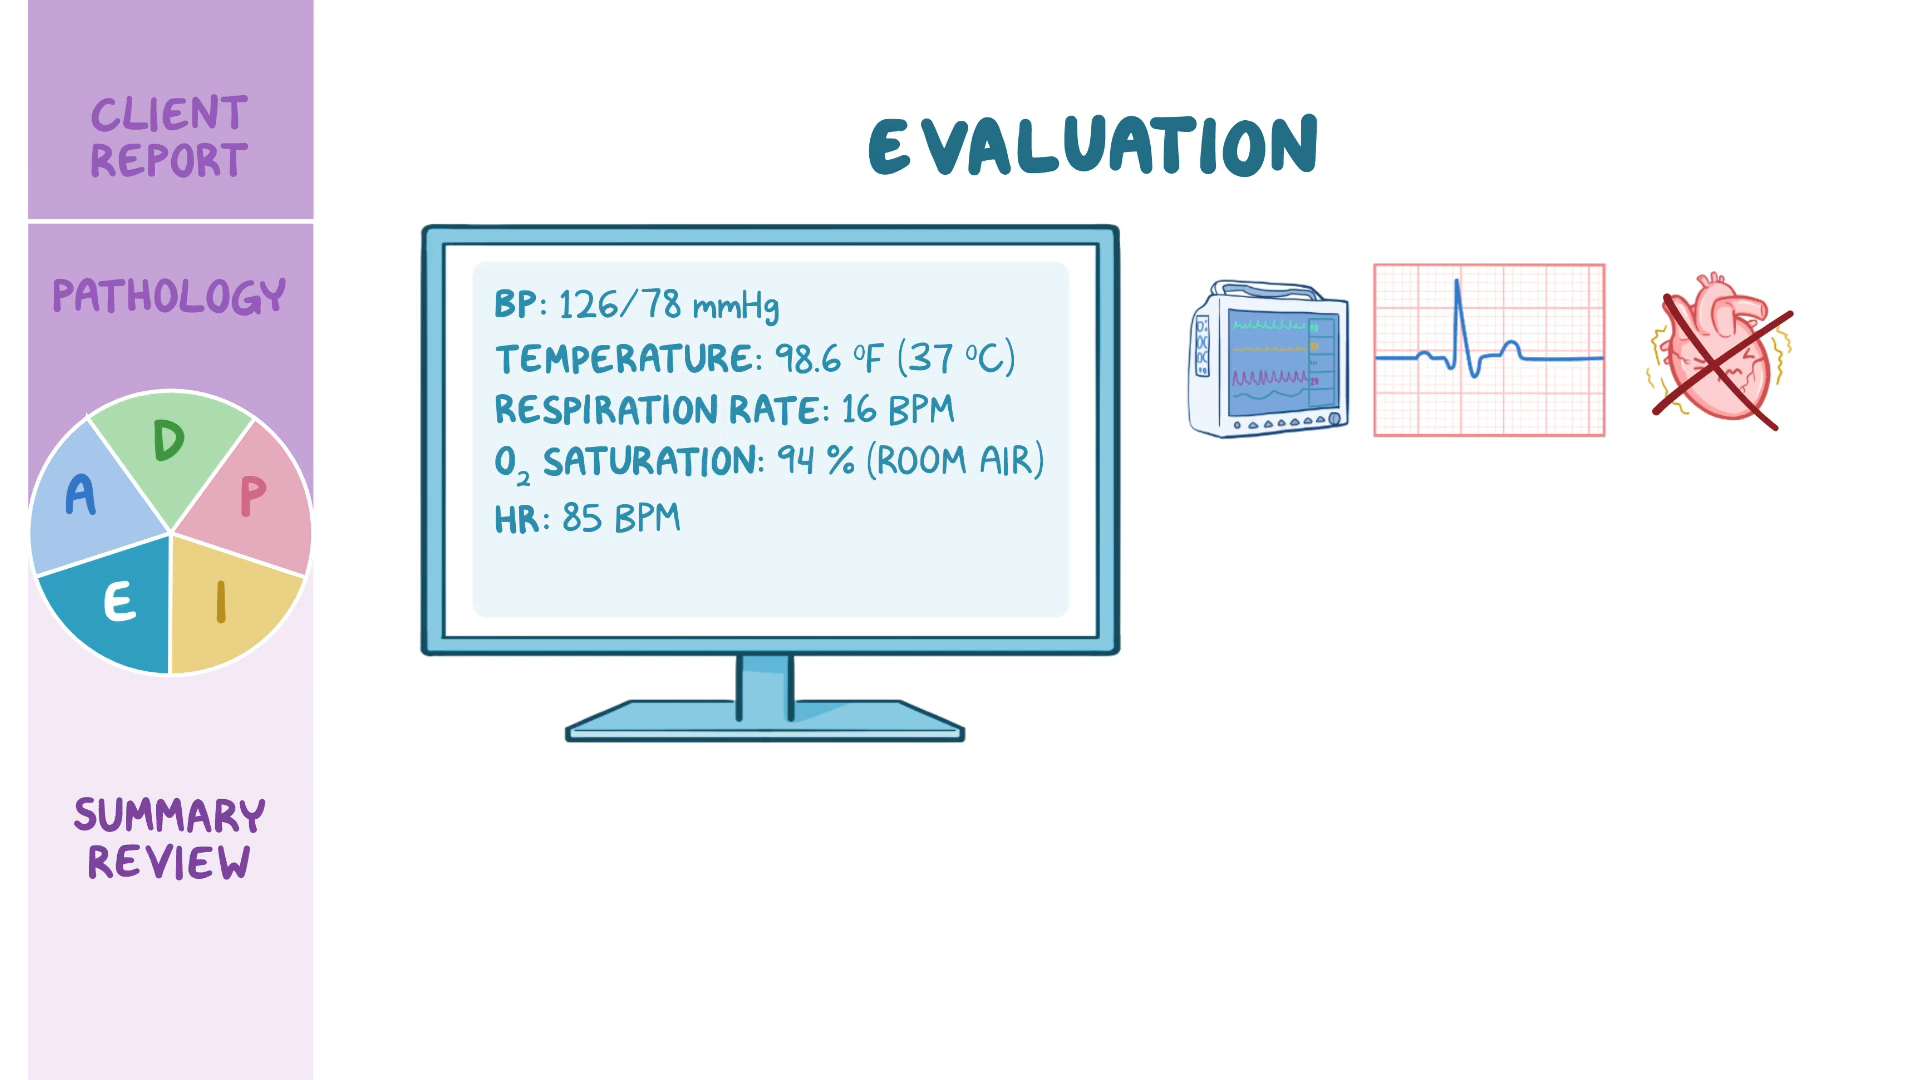 CLIENT
REPORT
PATHOLOGY
A
D
P
E
I
SUMMARY
REVIEW
EVALUATION
BP: 126/78 mmHg
TEMPERATURE: 98.6 °F (37 °C)
RESPIRATION RATE: 16 BPM
O₂ SATURATION: 94 % (ROOM AIR)
HR: 85 BPM